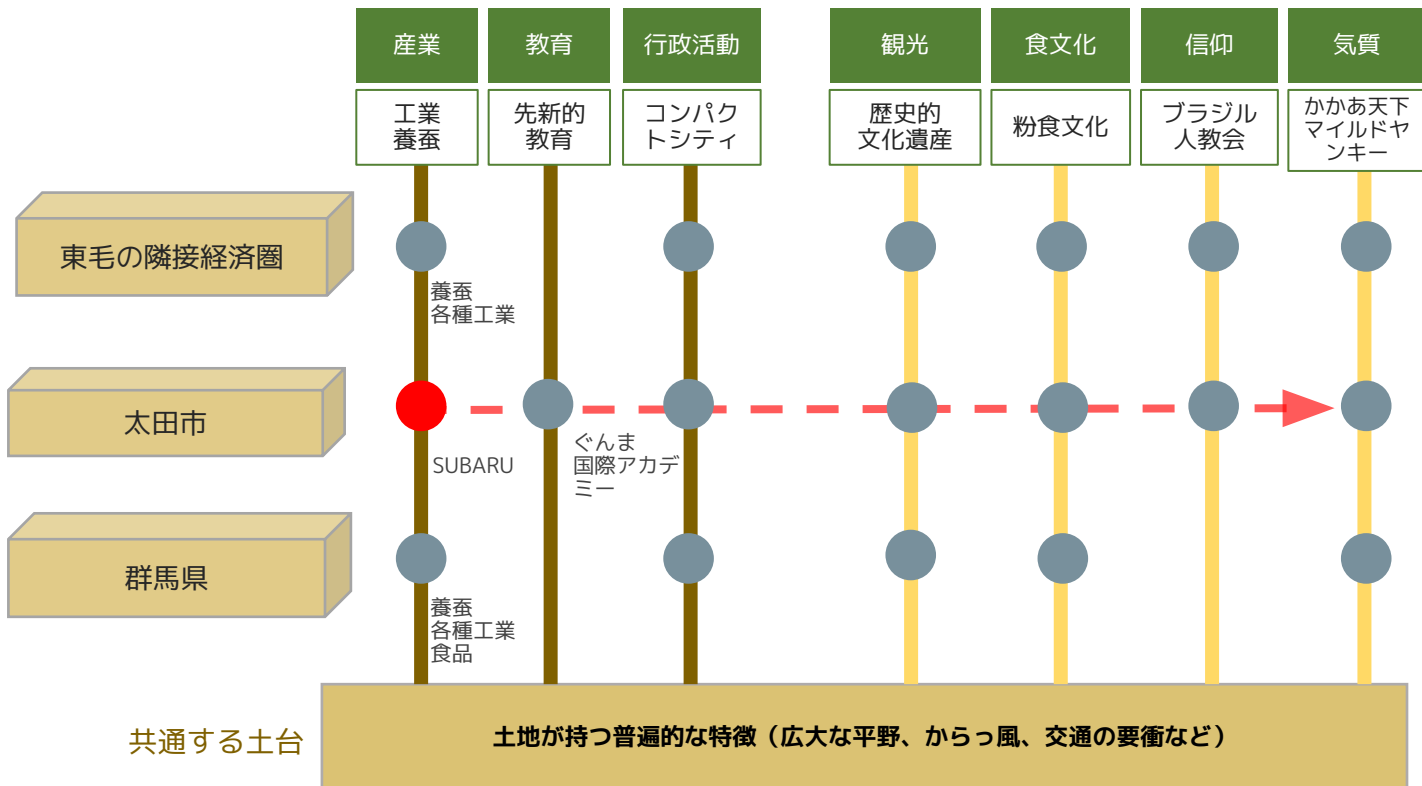 産業
教育
行政活動
観光
食文化
信仰
気質
工業
養蚕
先新的
教育
コンパク
トシティ
歴史的
文化遺産
粉食文化
ブラジル
人教会
かかあ天下
マイルドヤ
ンキー
東毛の隣接経済圏
養蚕
各種工業
太田市
SUBARU
ぐんま
国際アカデ
ミー
群馬県
養蚕
各種工業
食品
共通する土台
土地が持つ普遍的な特徴（広大な平野、からっ風、交通の要衝など）